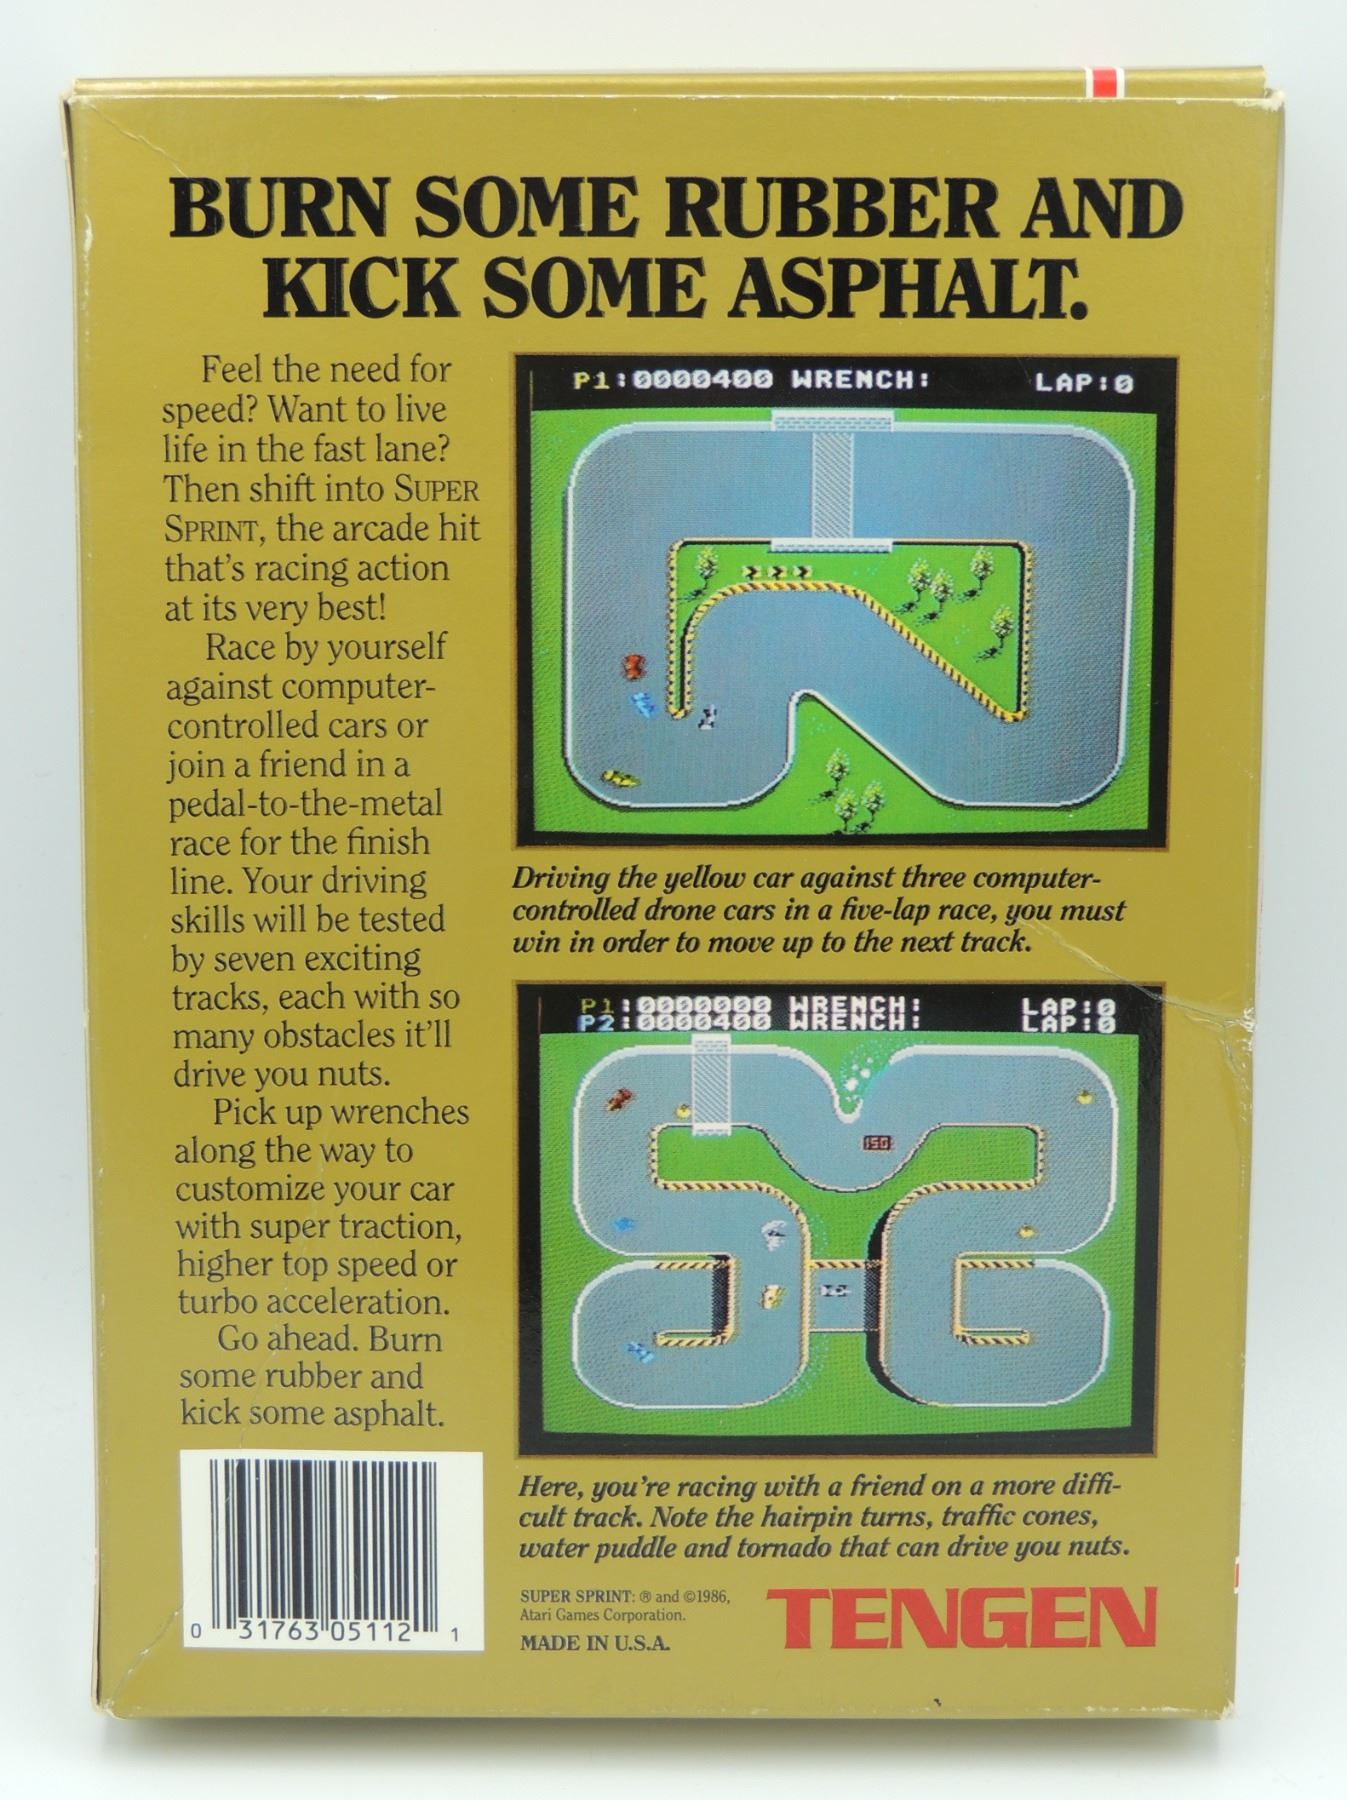 BURN SOME RUBBER AND
KICK SOME ASPHALT.
Feel the need for
speed? Want to live
life in the fast lane?
Then shift into SUPER
SPRINT, the arcade hit
that's racing action
at its very best!
Race by yourself
against computer-
controlled cars or
join a friend in a
pedal-to-the-metal
race for the finish
line. Your driving
skills will be tested
by seven exciting
tracks, each with so
many obstacles it'll
drive you nuts.
Pick up wrenches
along the way to
customize your car
with super traction,
higher top speed or
turbo acceleration.
Go ahead. Burn
some rubber and
kick some asphalt.
P1:0000400 WRENCH: LAP:0
Driving the yellow car against three computer-
controlled drone cars in a five-lap race, you must
win in order to move up to the next track.
P1:0000000 WRENCH: LAP:0
P2:0000400 WRENCH: LAP:0
150
Here, you're racing with a friend on a more diffi-
cult track. Note the hairpin turns, traffic cones,
water puddle and tornado that can drive you nuts.
SUPER SPRINT: ® and ©1986,
Atari Games Corporation.
MADE IN U.S.A.
TENGEN
0 31763 05112 1